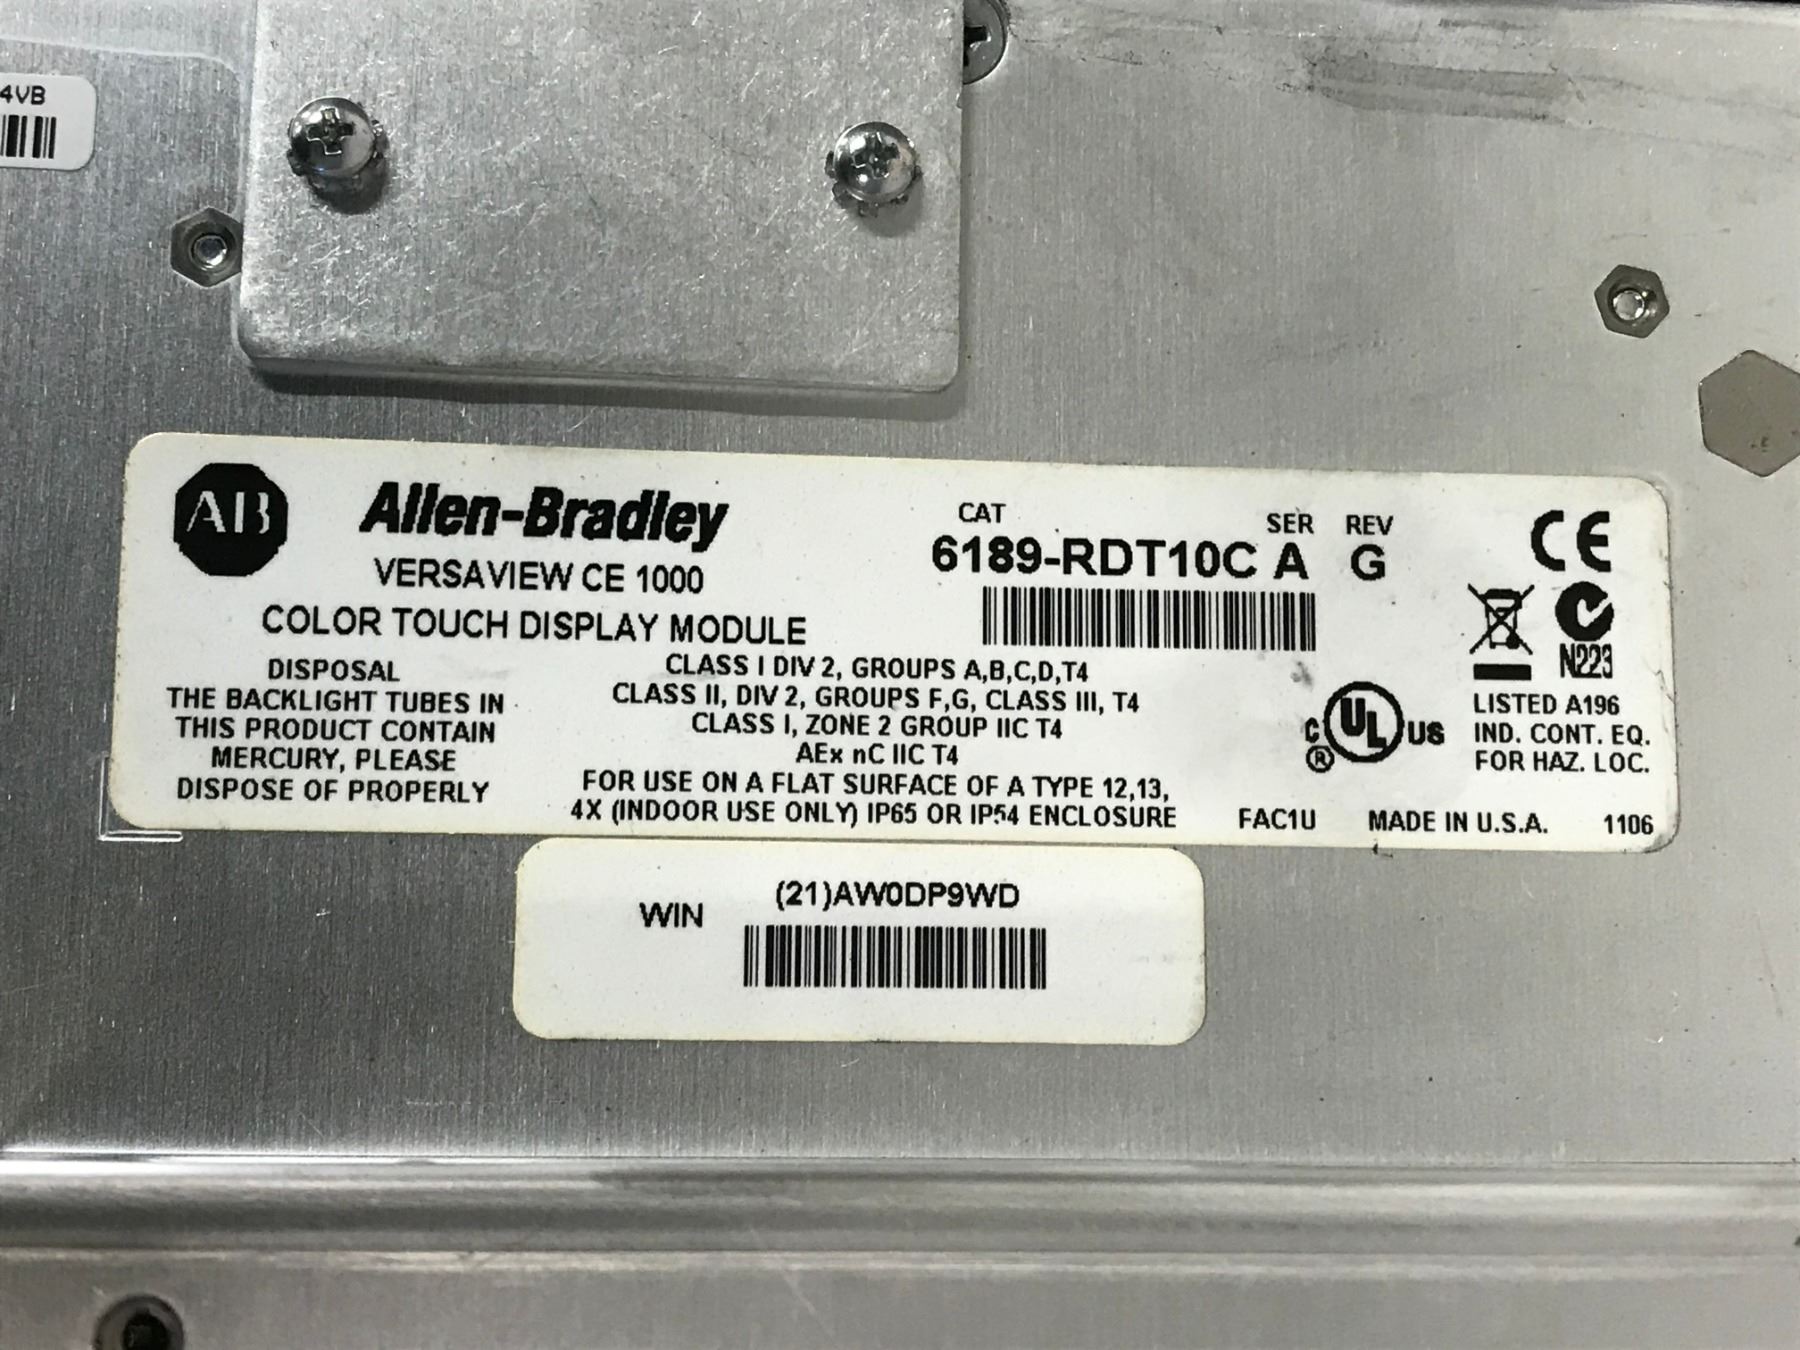 4VB
AB Allen-Bradley
VERSAVIEW CE 1000
COLOR TOUCH DISPLAY MODULE
CAT SER REV
6189-RDT10C A G
CE
N223
DISPOSAL
THE BACKLIGHT TUBES IN
THIS PRODUCT CONTAIN
MERCURY, PLEASE
DISPOSE OF PROPERLY
CLASS I DIV 2, GROUPS A,B,C,D,T4
CLASS II, DIV 2, GROUPS F,G, CLASS III, T4
CLASS I, ZONE 2 GROUP IIC T4
AEx nC IIC T4
FOR USE ON A FLAT SURFACE OF A TYPE 12,13,
4X (INDOOR USE ONLY) IP65 OR IP54 ENCLOSURE
C UL US ®
LISTED A196
IND. CONT. EQ.
FOR HAZ. LOC.
FAC1U MADE IN U.S.A. 1106
WIN (21)AW0DP9WD